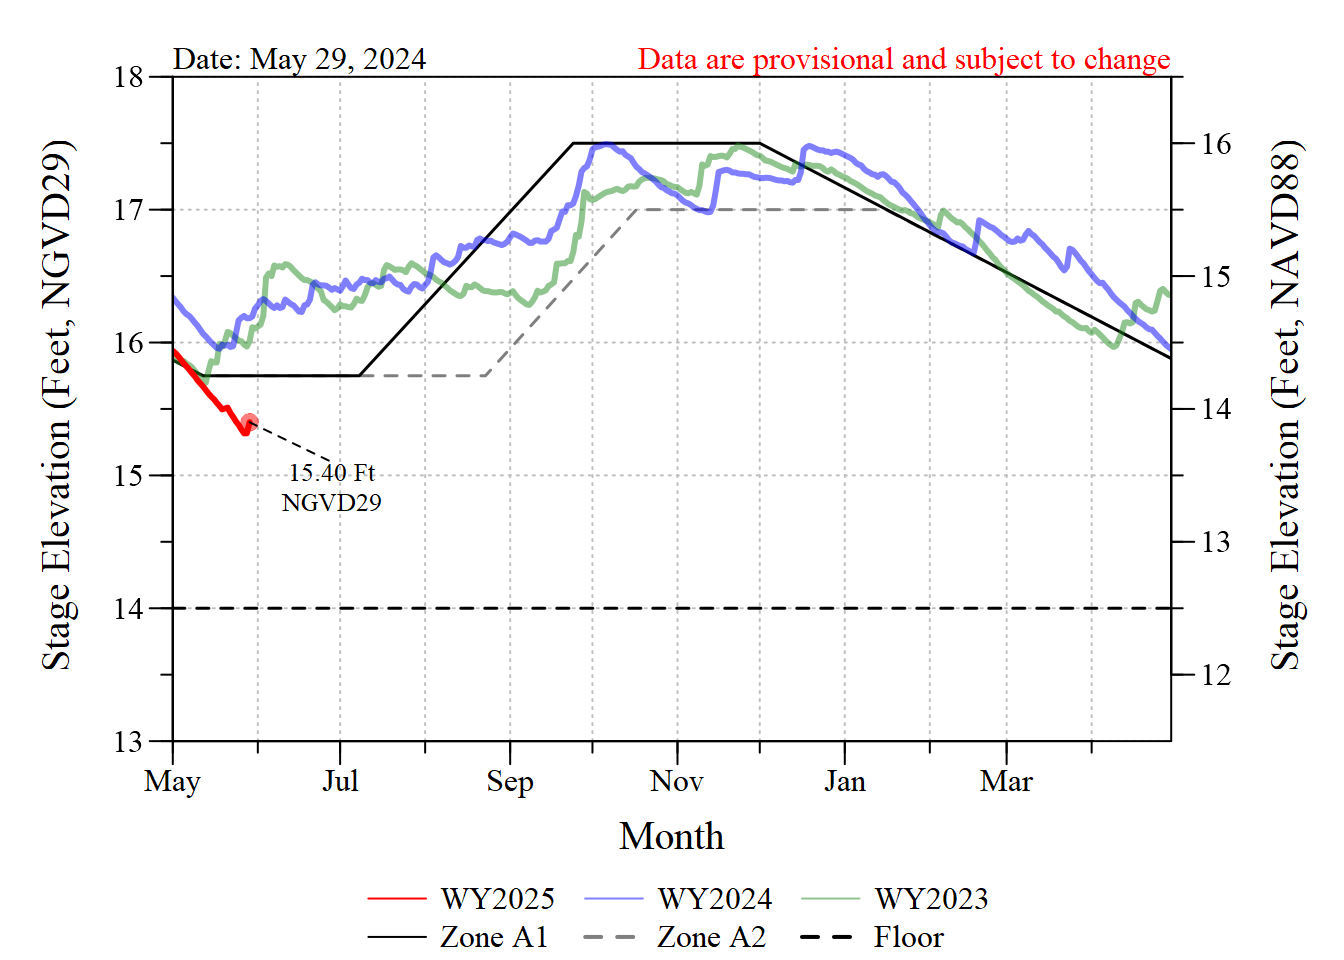 Date: May 29, 2024
Data are provisional and subject to change
Stage Elevation (Feet, NGVD29)
18
17
16
15
14
13
16
15
14
13
12
Stage Elevation (Feet, NAVD88)
15.40 Ft
NGVD29
May Jul Sep Nov Jan Mar
Month
WY2025 WY2024 WY2023
Zone A1 Zone A2 Floor